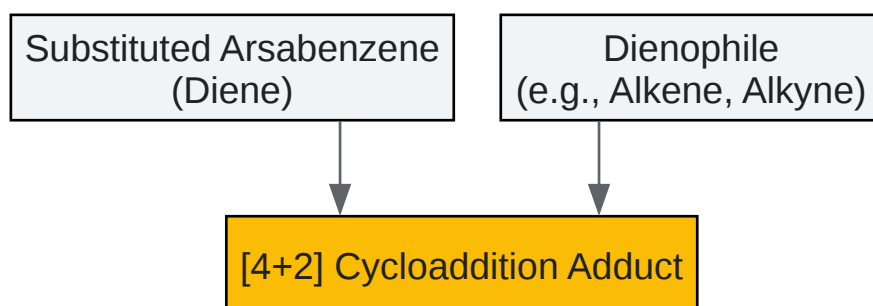 Substituted Arsabenzene
(Diene)
Dienophile
(e.g., Alkene, Alkyne)
[4+2] Cycloaddition Adduct